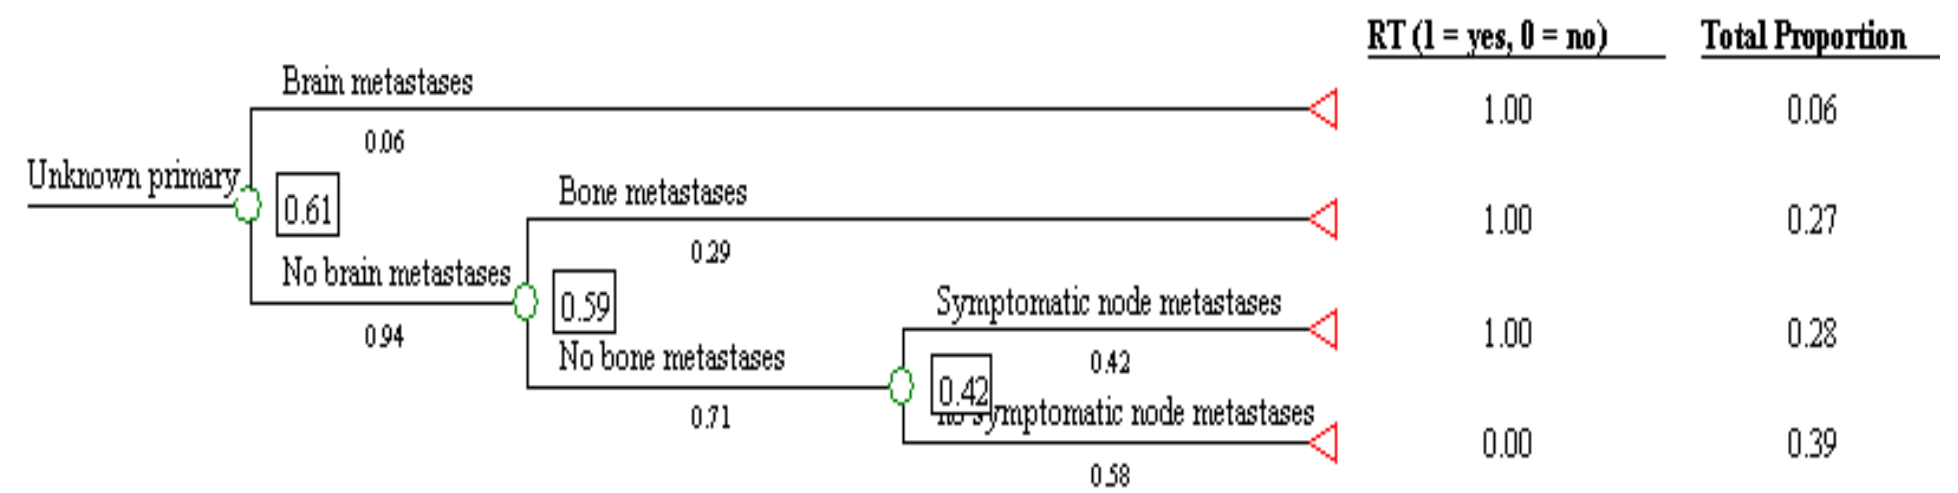 RT (1 = yes, 0 = no) Total Proportion
Brain metastases
0.06
1.00 0.06
Unknown primary
0.61
Bone metastases
0.29
1.00 0.27
No brain metastases
0.94
0.59
Symptomatic node metastases
0.42
1.00 0.28
No bone metastases
0.71
0.42
no symptomatic node metastases
0.58
0.00 0.39